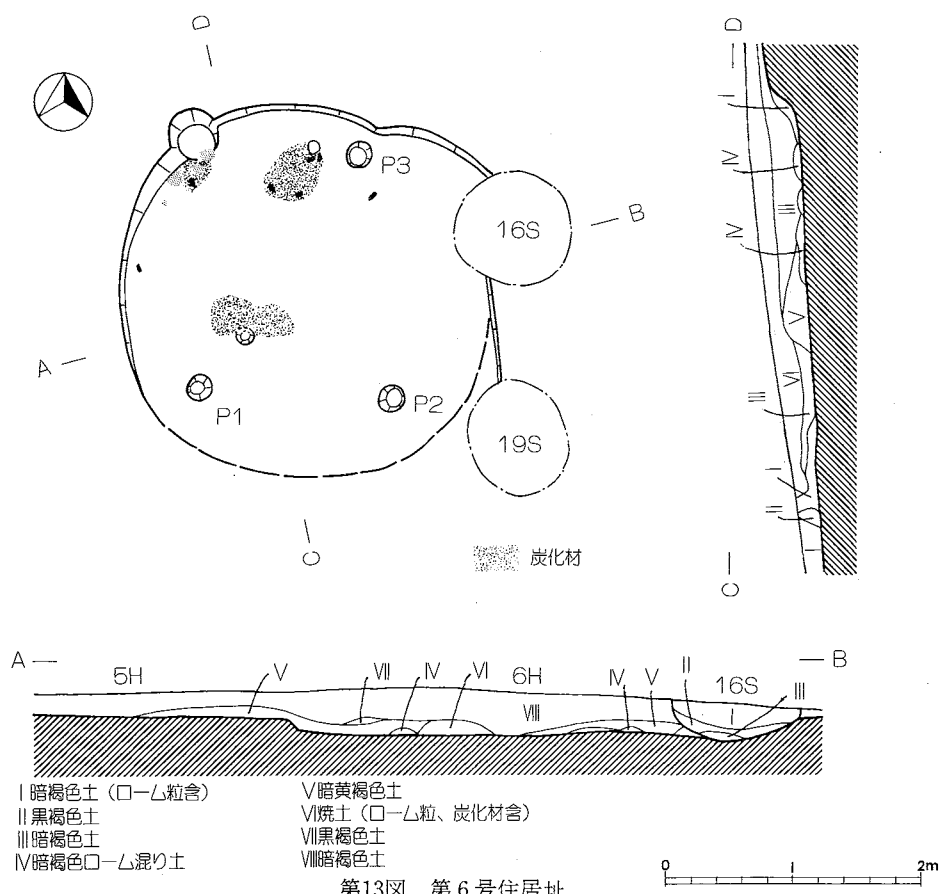 D
D
P3
16S
B
A
P1
P2
19S
C
炭化材
I
IV
III
IV
V
VI
III
I
II
I
C
A
5H
V
VII
IV
VI
6H
VIII
IV
V
II
16S
I
III
B
I暗褐色土（ローム粒含）
II黒褐色土
III暗褐色土
IV暗褐色ローム混り土
V暗黄褐色土
VI焼土（ローム粒、炭化材含）
VII黒褐色土
VIII暗褐色土
0 1 2m
第13図 第6号住居址